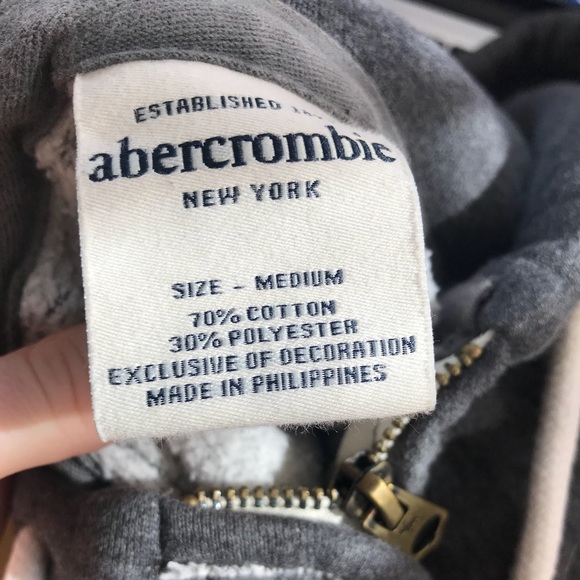 ESTABLISHED
abercrombie
NEW YORK
SIZE - MEDIUM
70% COTTON
30% POLYESTER
EXCLUSIVE OF DECORATION
MADE IN PHILIPPINES